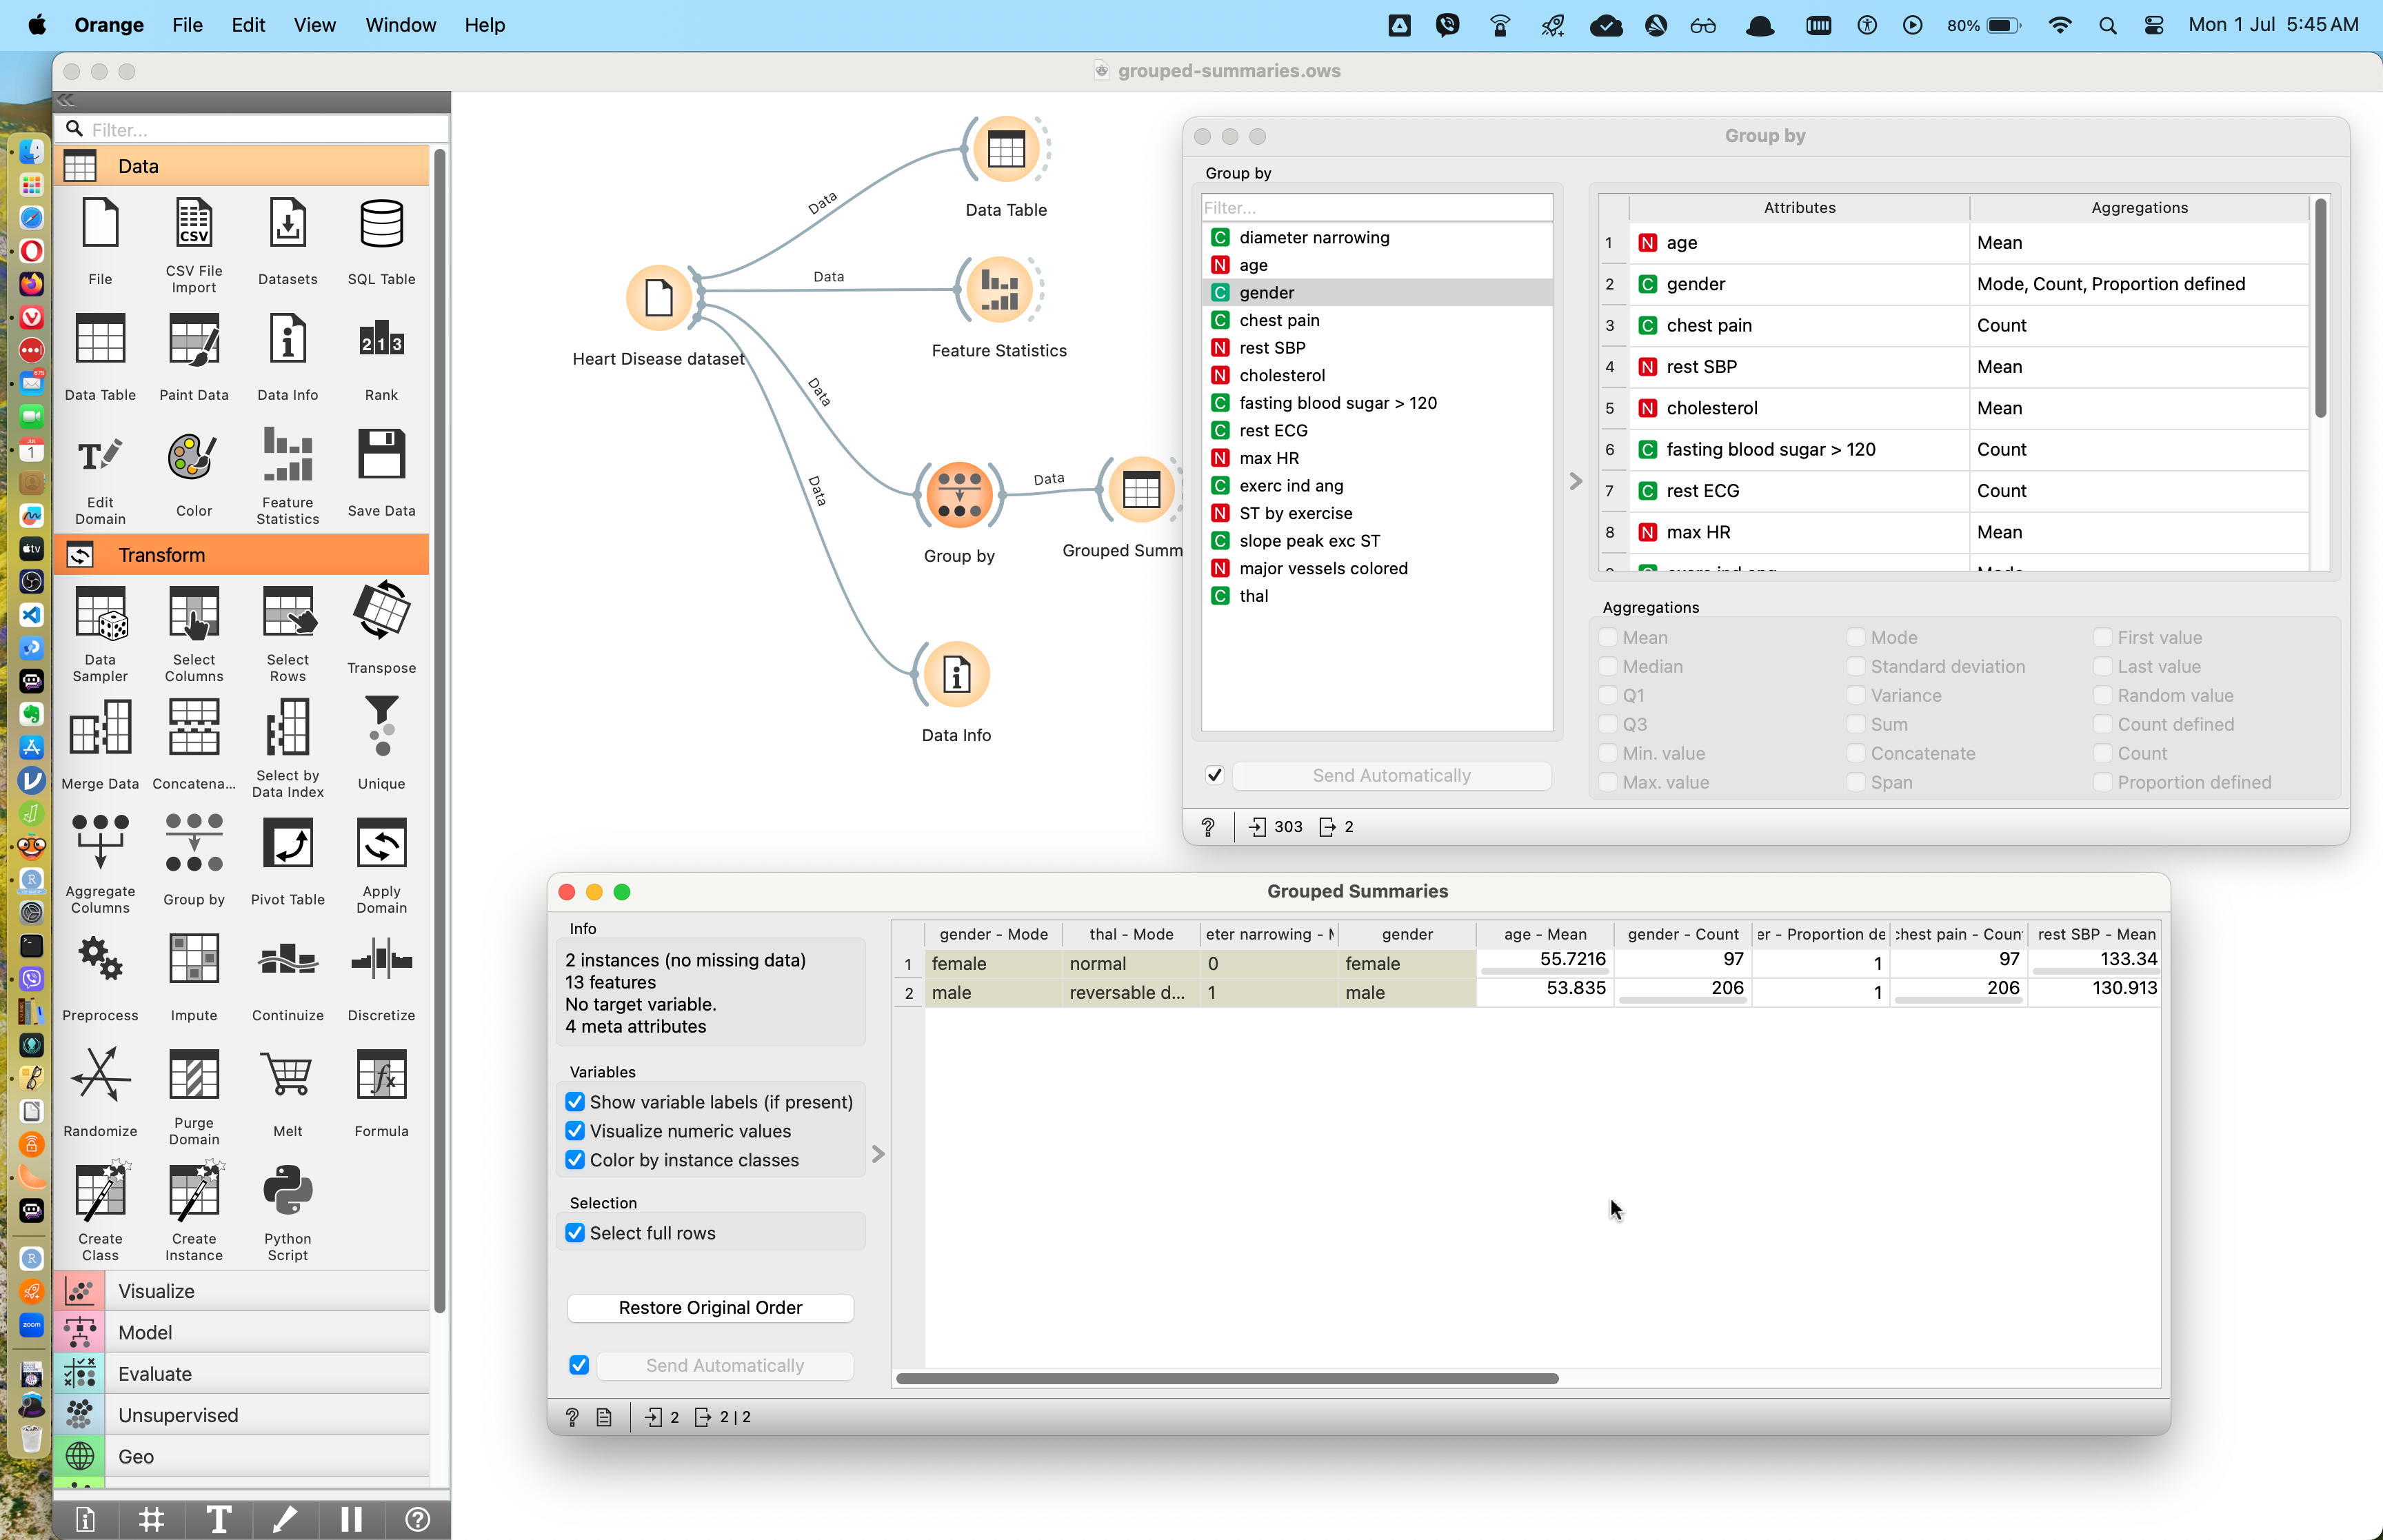 Orange File Edit View Window Help 80% Mon 1 Jul 5:45 AM
grouped-summaries.ows
Filter...
Data
File CSV File Import Datasets SQL Table
Data Table Paint Data Data Info Rank
Edit Domain Color Feature Statistics Save Data
Transform
Data Sampler Select Columns Select Rows Transpose
Merge Data Concatena... Select by Data Index Unique
Aggregate Columns Group by Pivot Table Apply Domain
Preprocess Impute Continuize Discretize
Randomize Purge Domain Melt Formula
Create Class Create Instance Python Script
Visualize
Model
Evaluate
Unsupervised
Geo
Data
Data Table
Data
Feature Statistics
Heart Disease dataset
Data
Data
Group by
Data
Grouped Summ
Data Info
Group by
Group by
Filter...
C diameter narrowing
N age
C gender
C chest pain
N rest SBP
N cholesterol
C fasting blood sugar > 120
C rest ECG
N max HR
C exerc ind ang
N ST by exercise
C slope peak exc ST
N major vessels colored
C thal
Send Automatically
303 2
Attributes Aggregations
1 N age Mean
2 C gender Mode, Count, Proportion defined
3 C chest pain Count
4 N rest SBP Mean
5 N cholesterol Mean
6 C fasting blood sugar > 120 Count
7 C rest ECG Count
8 N max HR Mean
Aggregations
Mean Mode First value
Median Standard deviation Last value
Q1 Variance Random value
Q3 Sum Count defined
Min. value Concatenate Count
Max. value Span Proportion defined
Grouped Summaries
Info
2 instances (no missing data)
13 features
No target variable.
4 meta attributes
Variables
Show variable labels (if present)
Visualize numeric values
Color by instance classes
Selection
Select full rows
Restore Original Order
Send Automatically
2 2 | 2
gender - Mode thal - Mode eter narrowing - gender age - Mean gender - Count er - Proportion de chest pain - Coun rest SBP - Mean
1 female normal 0 female 55.7216 97 1 97 133.34
2 male reversable d... 1 male 53.835 206 1 206 130.913